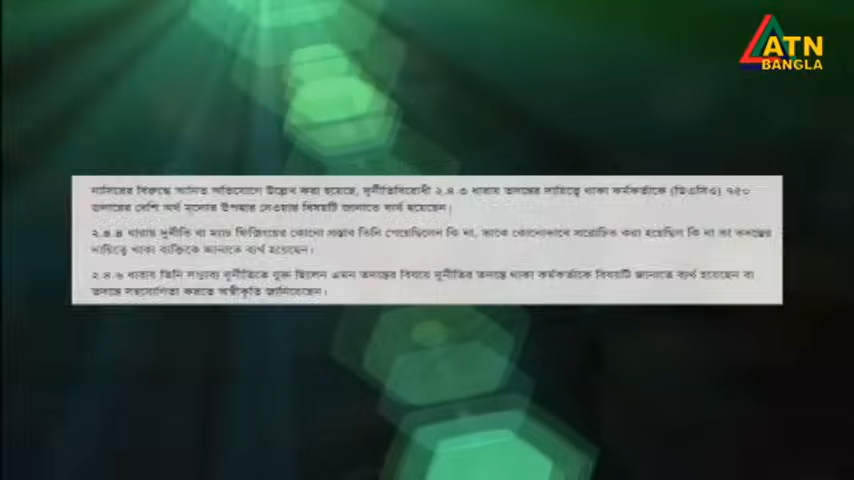 ATN
BANGLA
নাসিরের বিরুদ্ধে আনিত অভিযোগে উল্লেখ করা হয়েছে, দুর্নীতিবিরোধী ২.৪.৩ ধারায় তদন্তের দায়িত্বে থাকা কর্মকর্তাকে (ডিএসিও) ৭৫০
ডলারের বেশি অর্থ মূল্যের উপহার নেওয়ার বিষয়টি জানাতে ব্যর্থ হয়েছেন।
২.৪.৪ ধারায় দুর্নীতি বা ম্যাচ ফিক্সিংয়ের কোনো প্রস্তাব তিনি পেয়েছিলেন কি না, তাকে কোনোভাবে প্ররোচিত করা হয়েছিল কি না তা তদন্তের
দায়িত্বে থাকা ব্যক্তিকে জানাতে ব্যর্থ হয়েছেন।
২.৪.৬ ধারায় তিনি সম্ভাব্য দুর্নীতিতে যুক্ত ছিলেন এমন তদন্তের বিষয়ে দুর্নীতির তদন্তে থাকা কর্মকর্তাকে বিষয়টি জানাতে ব্যর্থ হয়েছেন বা
তদন্তে সহযোগিতা করতে অস্বীকৃতি জানিয়েছেন।